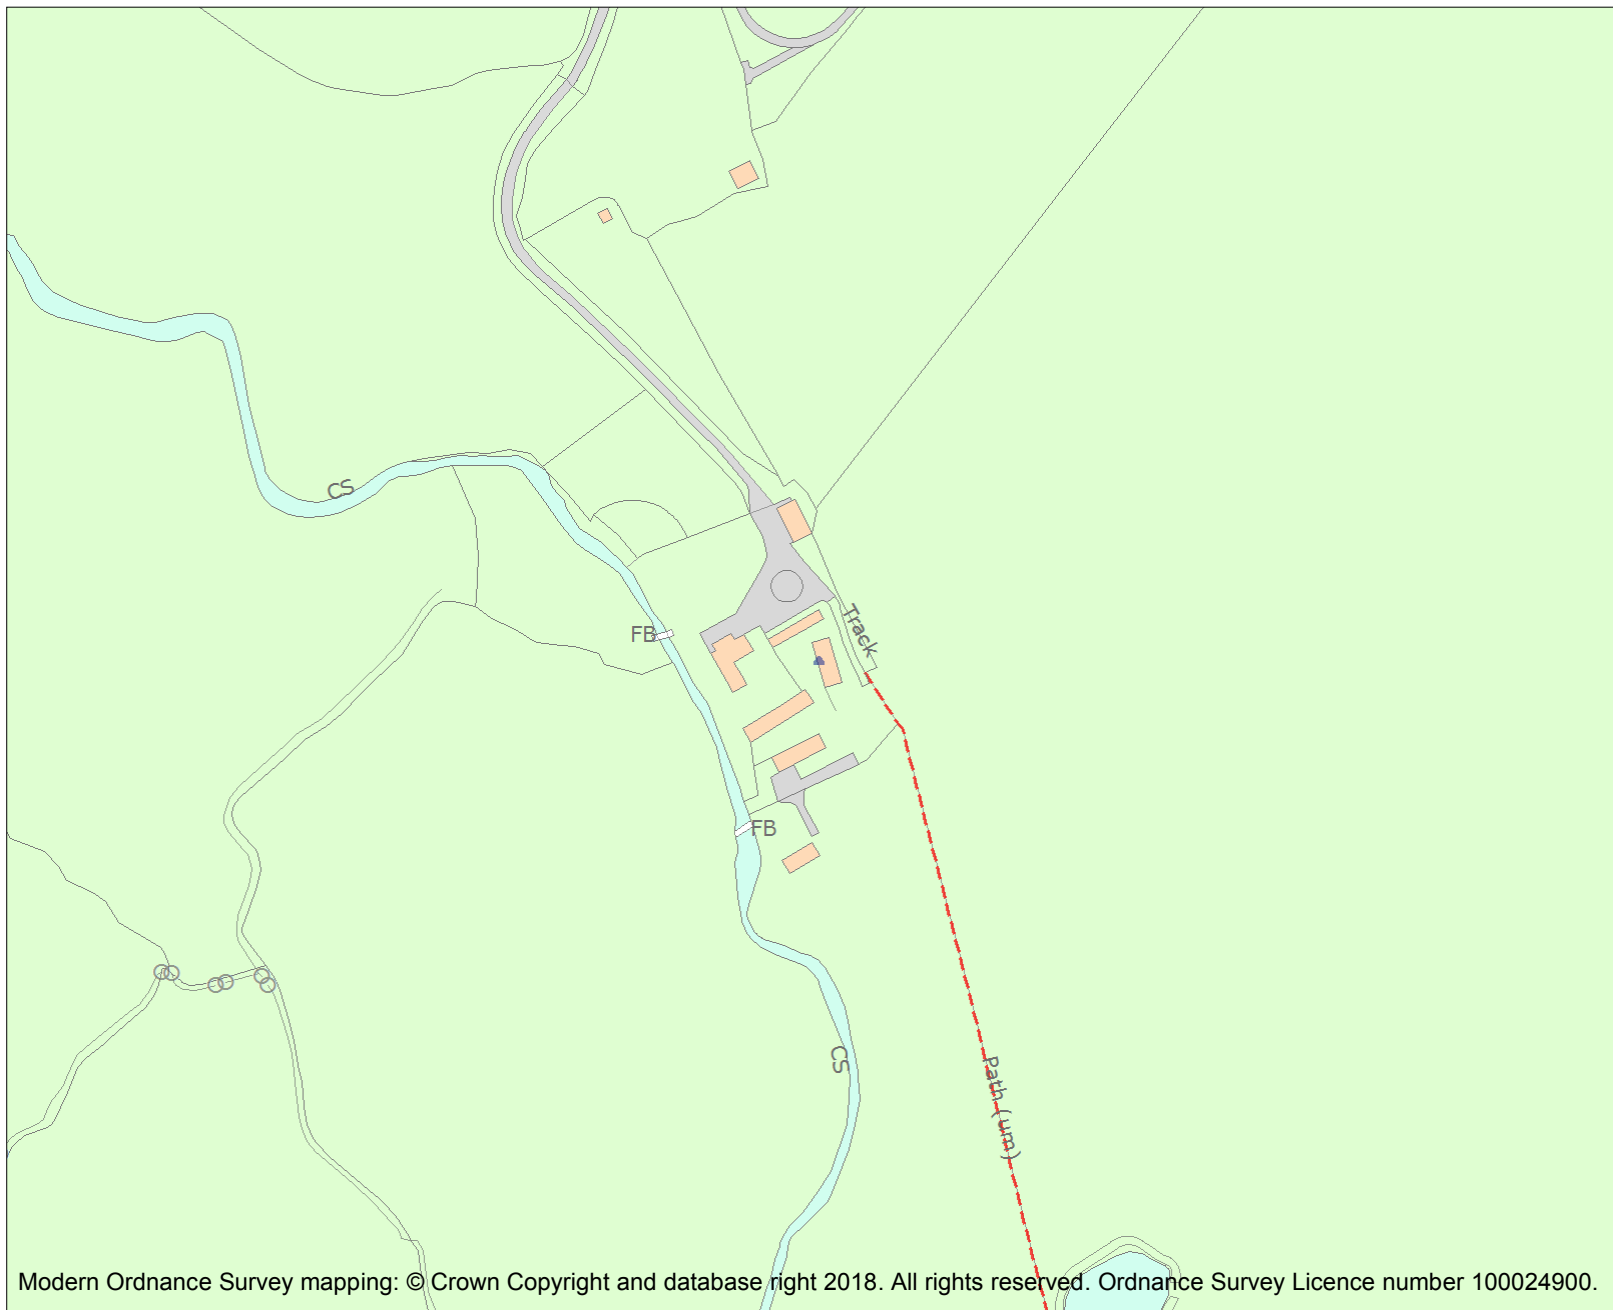 CS
Track
FB
FB
CS
Path (um)
Modern Ordnance Survey mapping: © Crown Copyright and database right 2018. All rights reserved. Ordnance Survey Licence number 100024900.